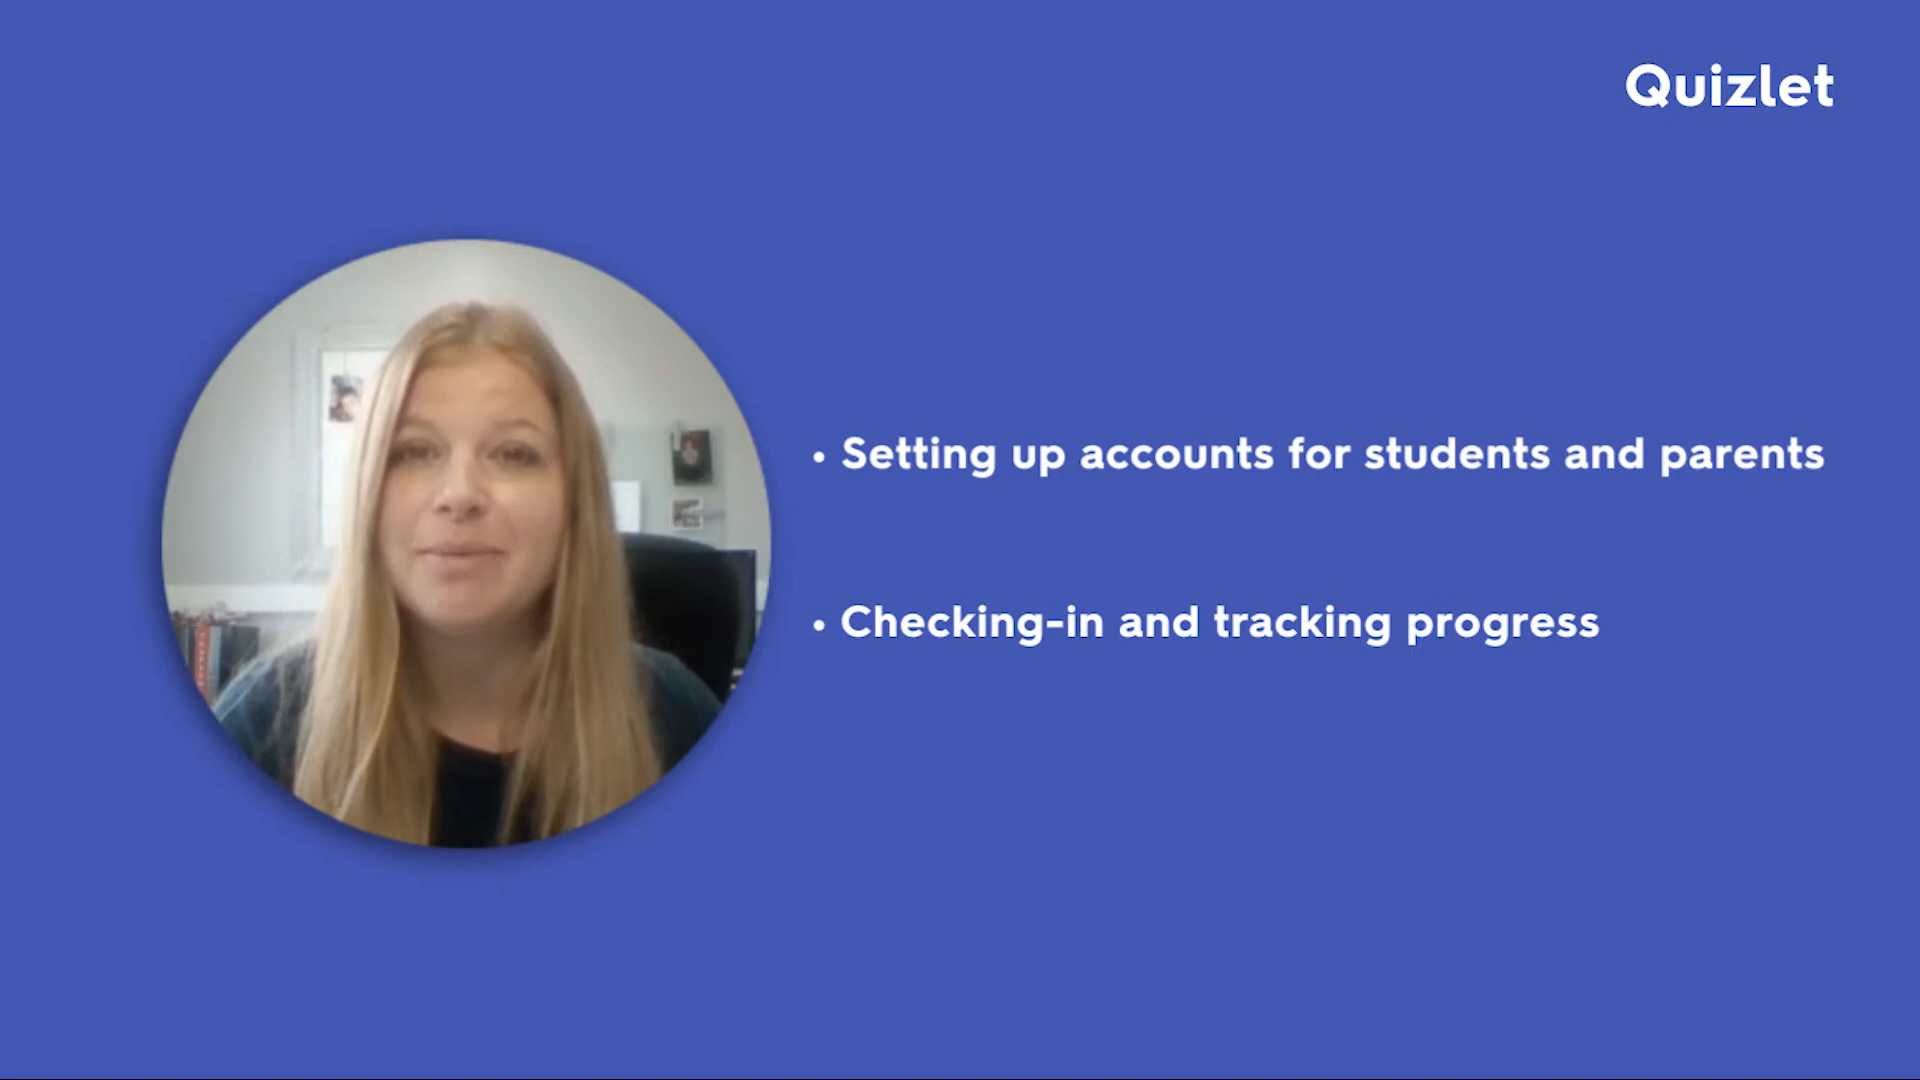 Quizlet
• Setting up accounts for students and parents
• Checking-in and tracking progress